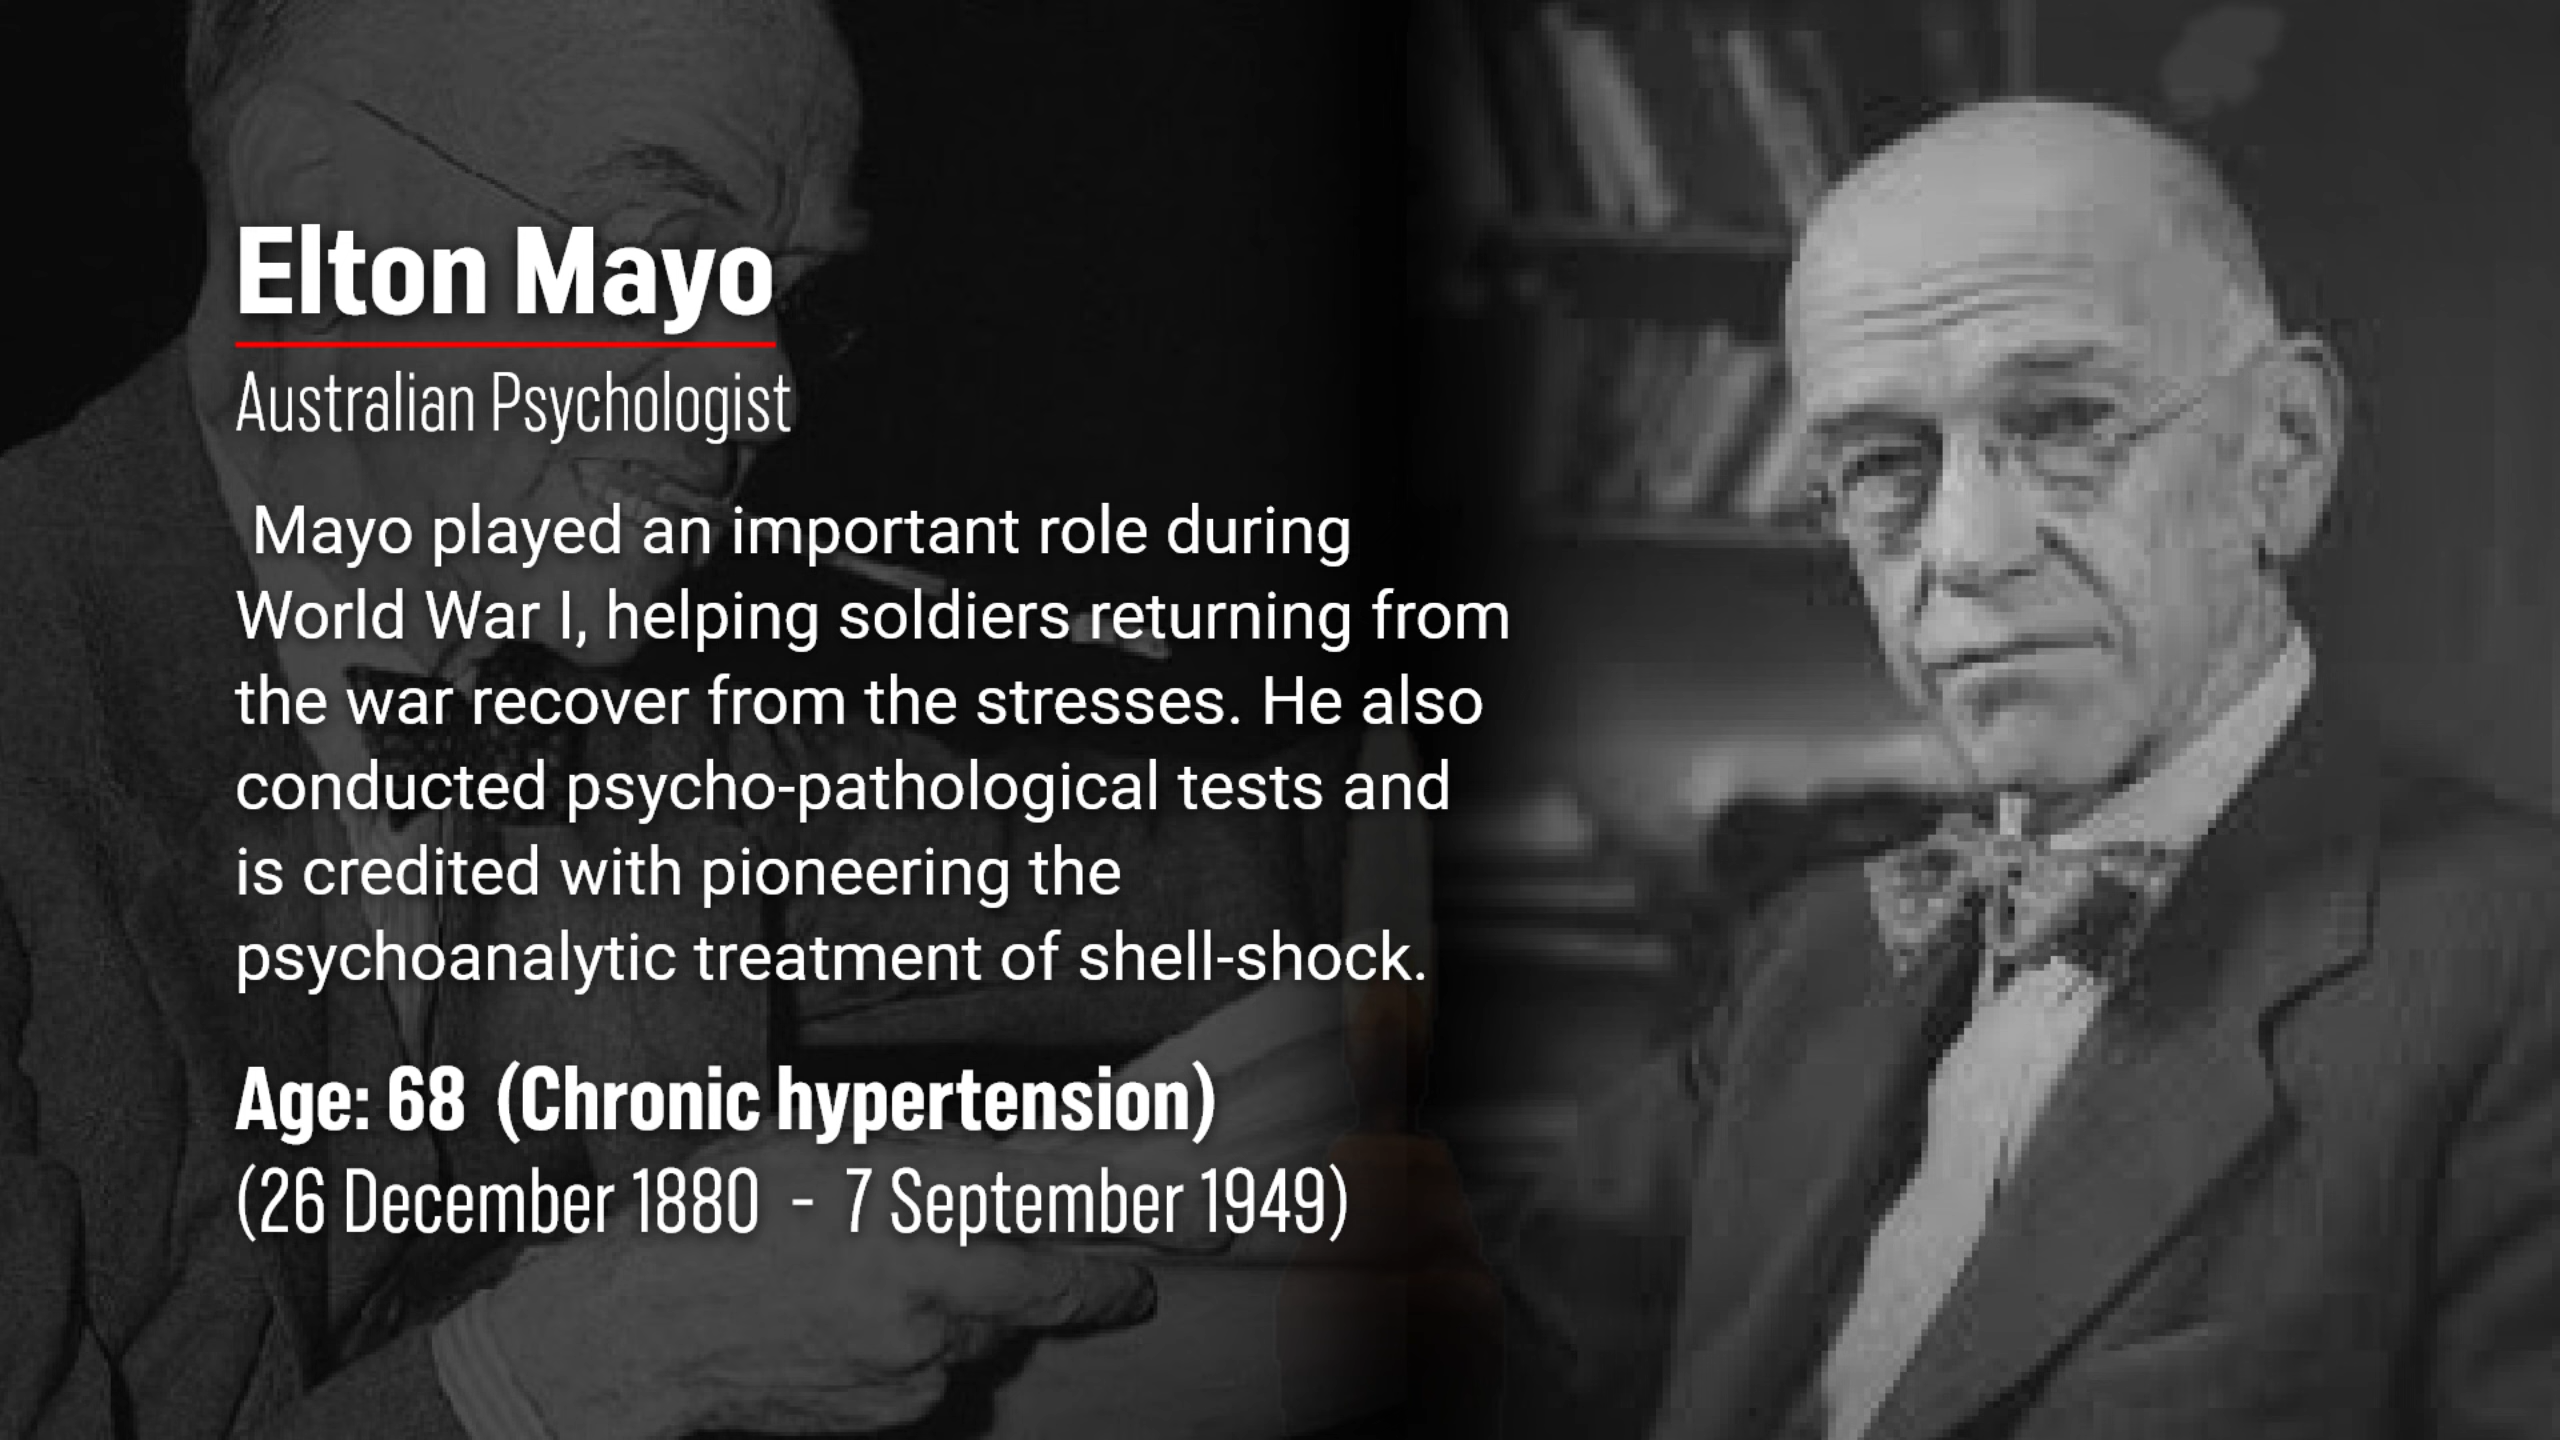 Elton Mayo
Australian Psychologist
Mayo played an important role during
World War I, helping soldiers returning from
the war recover from the stresses. He also
conducted psycho-pathological tests and
is credited with pioneering the
psychoanalytic treatment of shell-shock.
Age: 68 (Chronic hypertension)
(26 December 1880 - 7 September 1949)